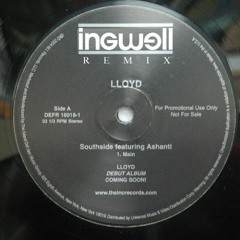 ingwell
REMIX
LLOYD
Side A
DEFR 16018-1
33 1/3 RPM Stereo
For Promotional Use Only
Not For Sale
Southside featuring Ashanti
1. Main
LLOYD
DEBUT ALBUM
COMING SOON!
www.theincrecords.com